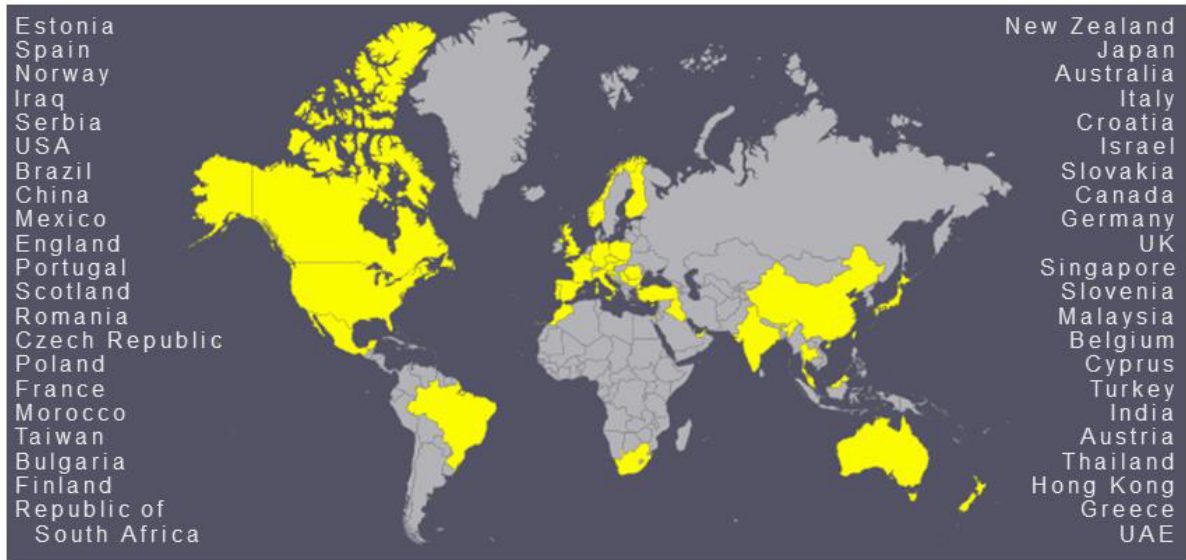 Estonia
Spain
Norway
Iraq
Serbia
USA
Brazil
China
Mexico
England
Portugal
Scotland
Romania
Czech Republic
Poland
France
Morocco
Taiwan
Bulgaria
Finland
Republic of
South Africa
New Zealand
Japan
Australia
Italy
Croatia
Israel
Slovakia
Canada
Germany
UK
Singapore
Slovenia
Malaysia
Belgium
Cyprus
Turkey
India
Austria
Thailand
Hong Kong
Greece
UAE